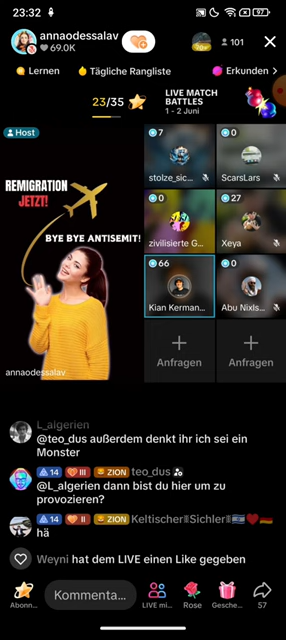 23:32
97
annaodessalav
69.0K
101
Lernen
Tägliche Rangliste
Erkunden
23/35
LIVE MATCH
BATTLES
1 - 2 Juni
Host
7
0
REMIGRATION
JETZT!
stolze_sic...
ScarsLars
0
27
BYE BYE ANTISEMIT!
zivilisierte G...
Xeya
66
0
Kian Kerman...
Abu Nixls...
annaodessalav
Anfragen
Anfragen
L_algerien
@teo_dus außerdem denkt ihr ich sei ein
Monster
14 III ZION teo_dus
@L_algerien dann bist du hier um zu
provozieren?
14 II ZION Keltischer Sichler
hä
Weyni hat dem LIVE einen Like gegeben
Abonn...
Kommenta...
LIVE mi...
Rose
Gesche...
57